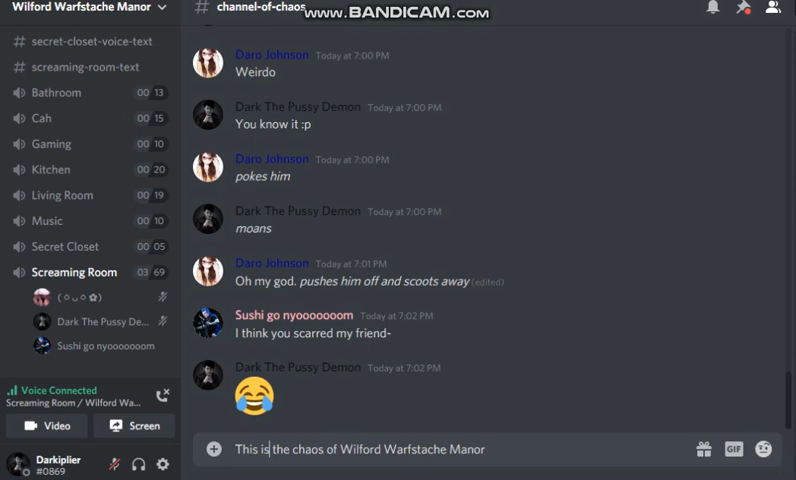 www.BANDICAM.com
Wilford Warfstache Manor
# channel-of-chaos
# secret-closet-voice-text
# screaming-room-text
Bathroom 00 13
Cah 00 15
Gaming 00 10
Kitchen 00 20
Living Room 00 19
Music 00 10
Secret Closet 00 05
Screaming Room 03 69
Dark The Pussy De...
Sushi go nyooooooom
Voice Connected
Screaming Room / Wilford Wa...
Video
Screen
Darkiplier
#0869
Daro Johnson Today at 7:00 PM
Weirdo
Dark The Pussy Demon Today at 7:00 PM
You know it :p
Daro Johnson Today at 7:00 PM
pokes him
Dark The Pussy Demon Today at 7:00 PM
moans
Daro Johnson Today at 7:01 PM
Oh my god. pushes him off and scoots away (edited)
Sushi go nyooooooom Today at 7:02 PM
I think you scarred my friend-
Dark The Pussy Demon Today at 7:02 PM
This is the chaos of Wilford Warfstache Manor
GIF